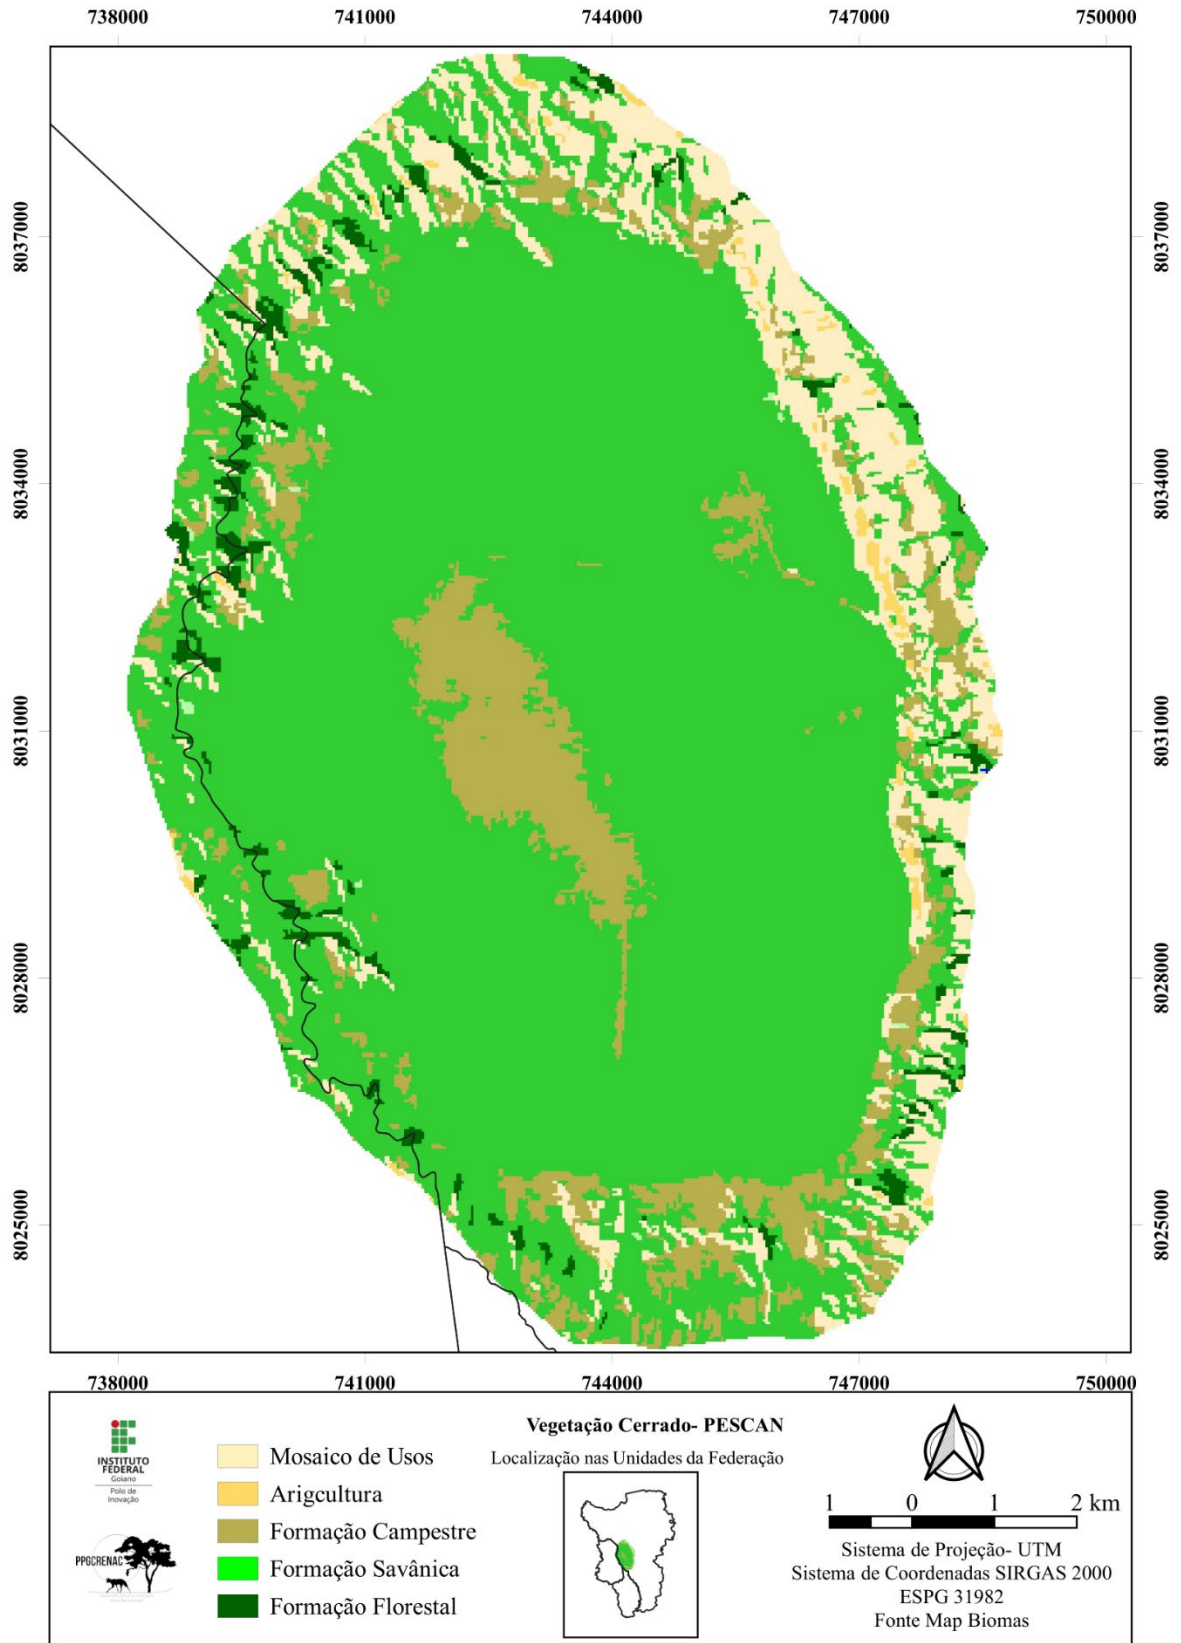 738000 741000 744000 747000 750000
8037000 8037000
8034000 8034000
8031000 8031000
8028000 8028000
8025000 8025000
738000 741000 744000 747000 750000
INSTITUTO
FEDERAL
Goiano
Polo de
Inovação
PPGCRENAC
Mosaico de Usos
Arigcultura
Formação Campestre
Formação Savânica
Formação Florestal
Vegetação Cerrado- PESCAN
Localização nas Unidades da Federação
1 0 1 2 km
Sistema de Projeção- UTM
Sistema de Coordenadas SIRGAS 2000
ESPG 31982
Fonte Map Biomas